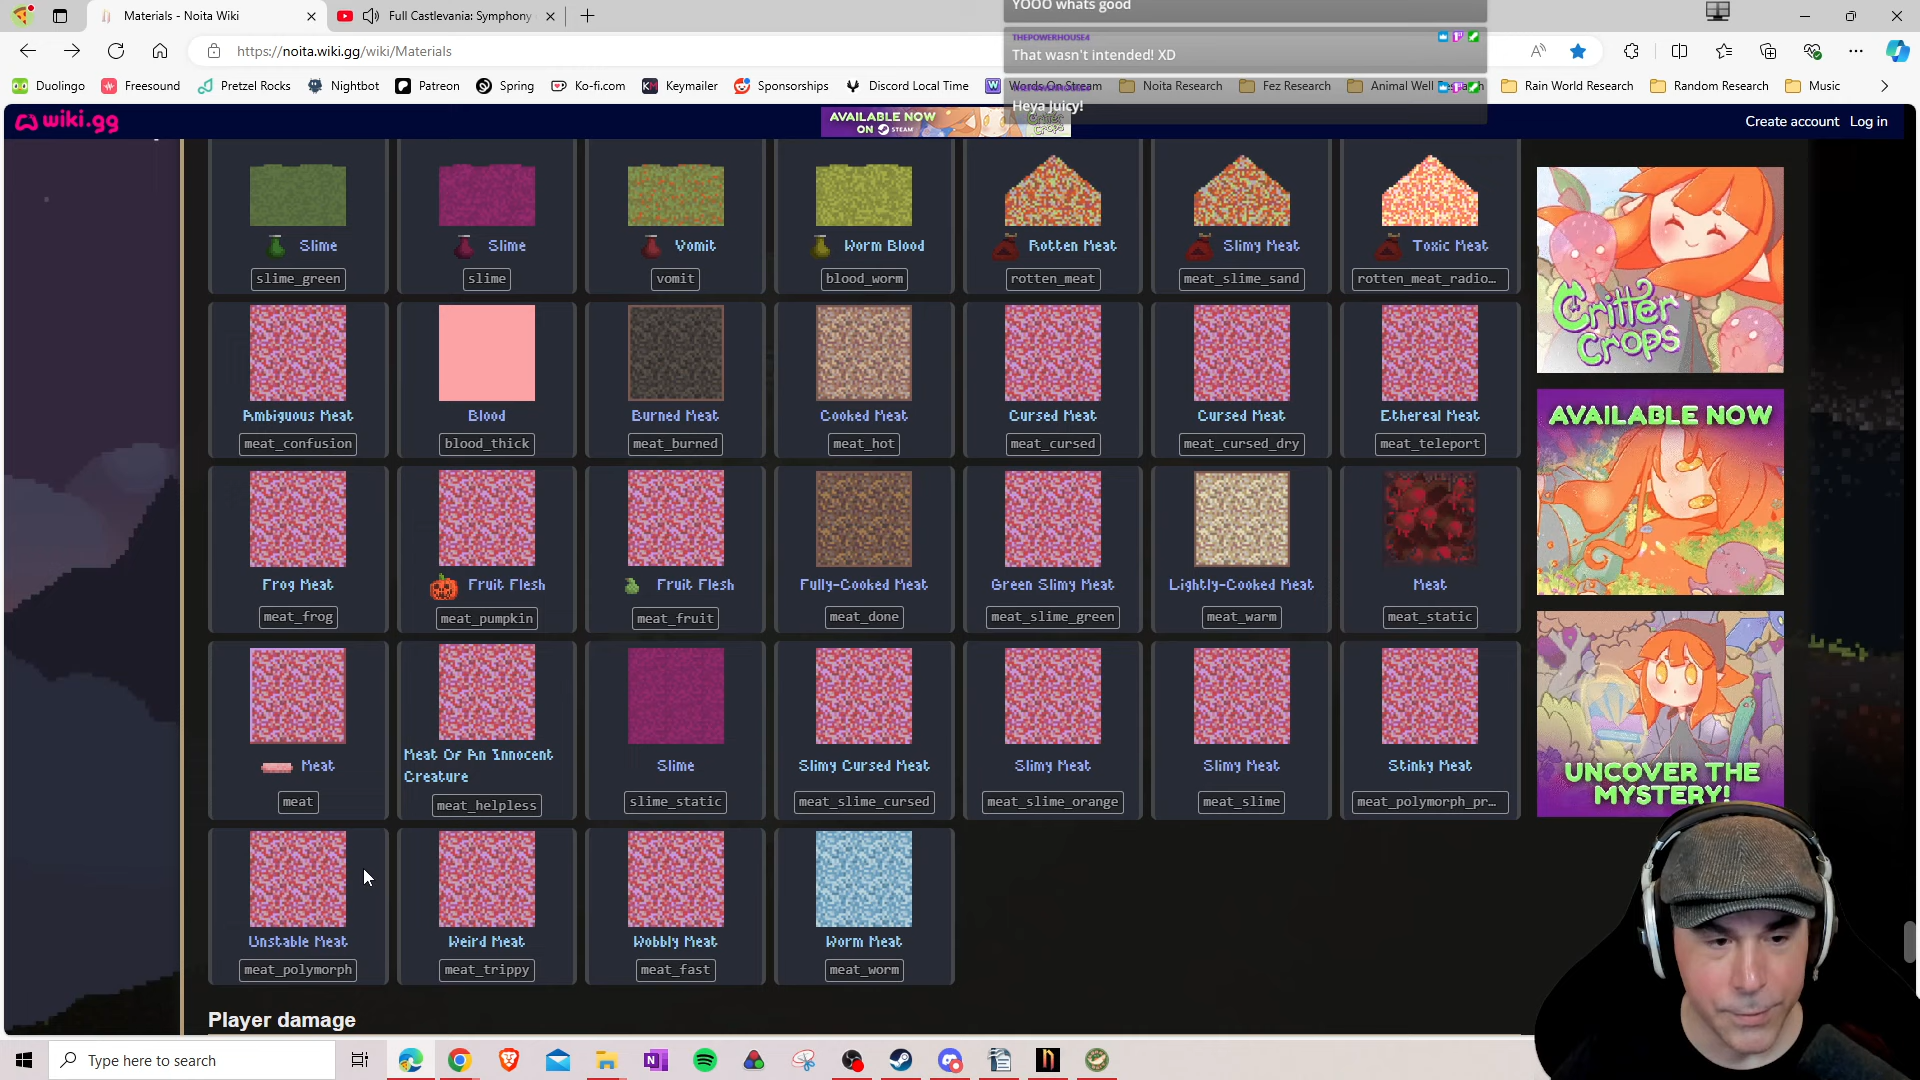 Materials - Noita Wiki
Full Castlevania: Symphony
https://noita.wiki.gg/wiki/Materials
YOOO whats good
THEPOWERHOUSE4
That wasn't intended! XD
Heya Juicy!
Duolingo
Freesound
Pretzel Rocks
Nightbot
Patreon
Spring
Ko-fi.com
Keymailer
Sponsorships
Discord Local Time
Words On Stream
Noita Research
Fez Research
Animal Well Research
Rain World Research
Random Research
Music
wiki.gg
AVAILABLE NOW
ON STEAM
Critter
Crops
Create account
Log in
Slime
slime_green
Slime
slime
Vomit
vomit
Worm Blood
blood_worm
Rotten Meat
rotten_meat
Slimy Meat
meat_slime_sand
Toxic Meat
rotten_meat_radio...
Ambiguous Meat
meat_confusion
Blood
blood_thick
Burned Meat
meat_burned
Cooked Meat
meat_hot
Cursed Meat
meat_cursed
Cursed Meat
meat_cursed_dry
Ethereal Meat
meat_teleport
Frog Meat
meat_frog
Fruit Flesh
meat_pumpkin
Fruit Flesh
meat_fruit
Fully-Cooked Meat
meat_done
Green Slimy Meat
meat_slime_green
Lightly-Cooked Meat
meat_warm
Meat
meat_static
Meat
meat
Meat Of An Innocent
Creature
meat_helpless
Slime
slime_static
Slimy Cursed Meat
meat_slime_cursed
Slimy Meat
meat_slime_orange
Slimy Meat
meat_slime
Stinky Meat
meat_polymorph_pr...
Unstable Meat
meat_polymorph
Weird Meat
meat_trippy
Wobbly Meat
meat_fast
Worm Meat
meat_worm
Player damage
Critter
Crops
AVAILABLE NOW
UNCOVER THE
MYSTERY!
Type here to search